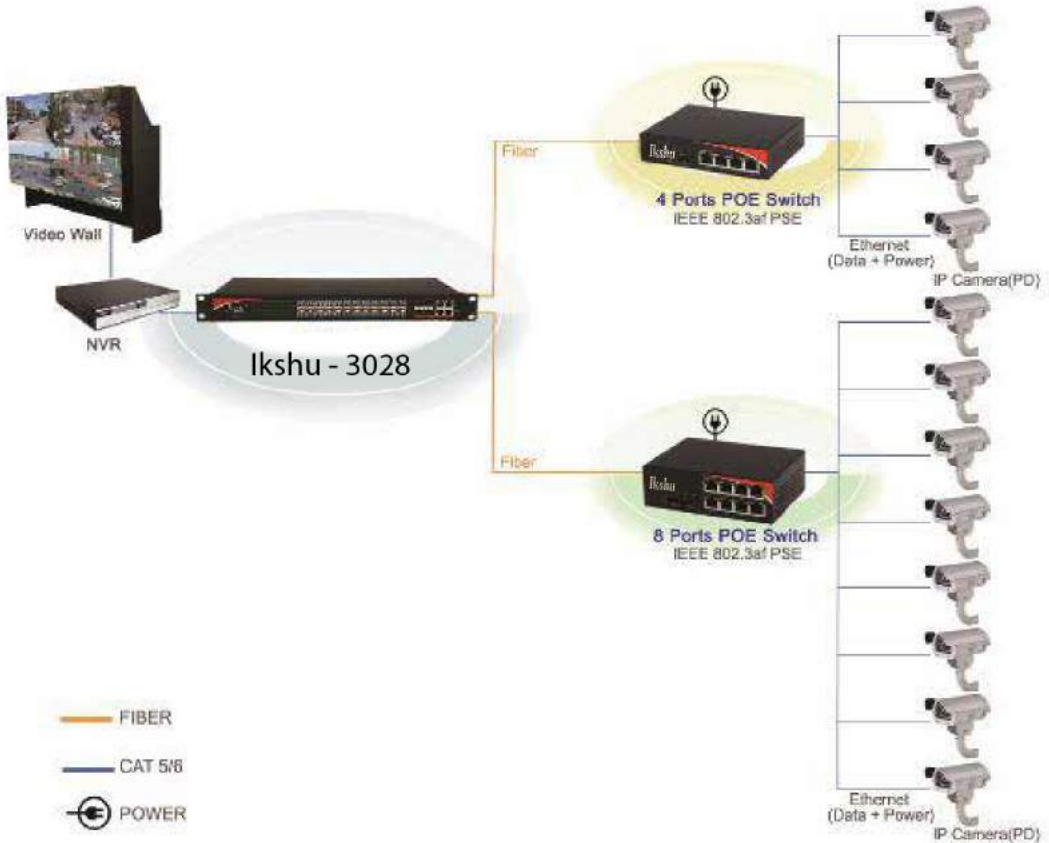 Video Wall
NVR
Ikshu - 3028
Fiber
Ikshu
4 Ports POE Switch
IEEE 802.3af PSE
Ethernet
(Data + Power)
IP Camera(PD)
Fiber
Ikshu
8 Ports POE Switch
IEEE 802.3af PSE
Ethernet
(Data + Power)
IP Camera(PD)
FIBER
CAT 5/6
POWER